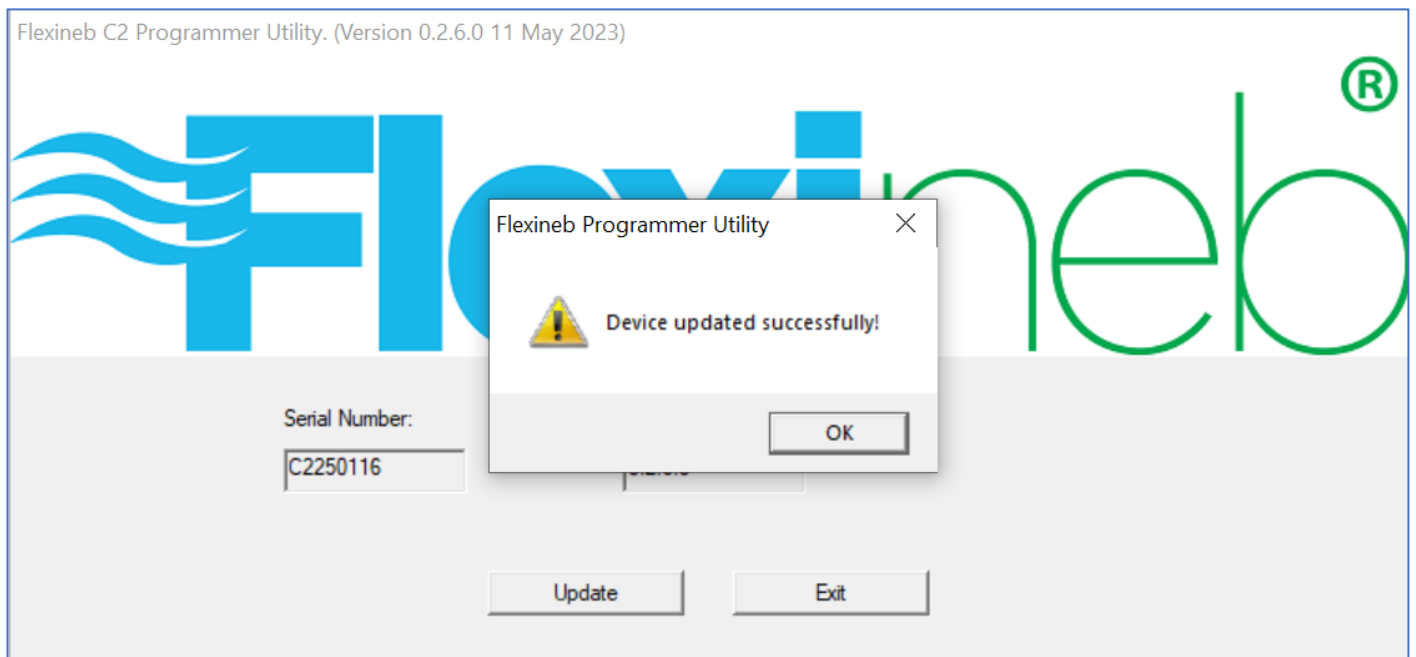 Flexineb C2 Programmer Utility. (Version 0.2.6.0 11 May 2023)
Flexineb®
Flexineb Programmer Utility
Device updated successfully!
OK
Serial Number:
C2250116
Update
Exit